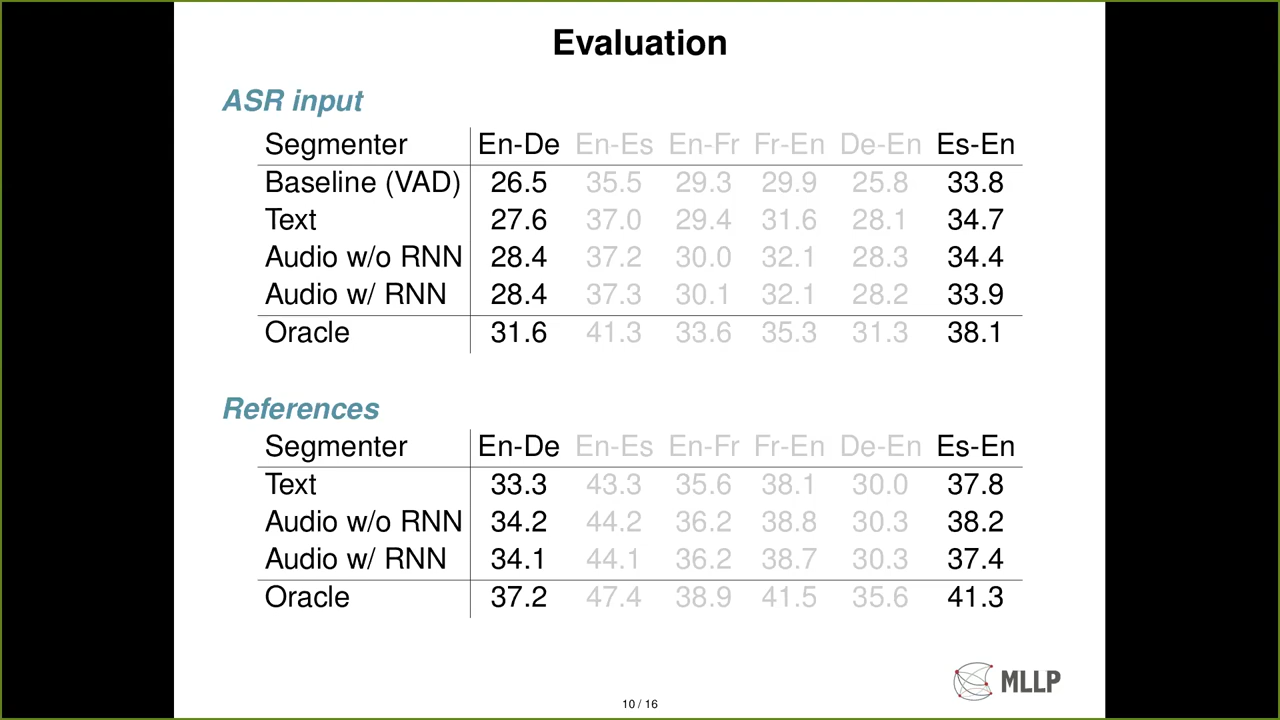 Evaluation
ASR input
Segmenter En-De En-Es En-Fr Fr-En De-En Es-En
Baseline (VAD) 26.5 35.5 29.3 29.9 25.8 33.8
Text 27.6 37.0 29.4 31.6 28.1 34.7
Audio w/o RNN 28.4 37.2 30.0 32.1 28.3 34.4
Audio w/ RNN 28.4 37.3 30.1 32.1 28.2 33.9
Oracle 31.6 41.3 33.6 35.3 31.3 38.1
References
Segmenter En-De En-Es En-Fr Fr-En De-En Es-En
Text 33.3 43.3 35.6 38.1 30.0 37.8
Audio w/o RNN 34.2 44.2 36.2 38.8 30.3 38.2
Audio w/ RNN 34.1 44.1 36.2 38.7 30.3 37.4
Oracle 37.2 47.4 38.9 41.5 35.6 41.3
MLLP
10 / 16